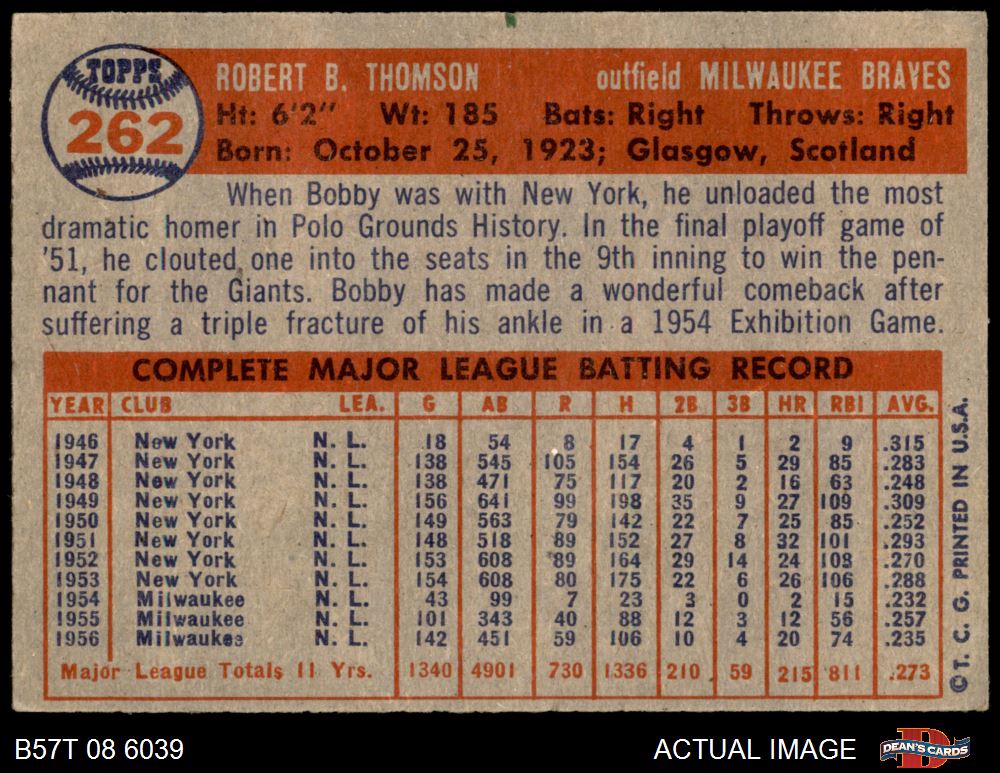 TOPPS
262
ROBERT B. THOMSON outfield MILWAUKEE BRAVES
Ht: 6'2" Wt: 185 Bats: Right Throws: Right
Born: October 25, 1923; Glasgow, Scotland
When Bobby was with New York, he unloaded the most
dramatic homer in Polo Grounds History. In the final playoff game of
'51, he clouted one into the seats in the 9th inning to win the pen-
nant for the Giants. Bobby has made a wonderful comeback after
suffering a triple fracture of his ankle in a 1954 Exhibition Game.
COMPLETE MAJOR LEAGUE BATTING RECORD
YEAR CLUB LEA. G AB R H 2B 3B HR RBI AVG.
1946 New York N. L. 18 54 8 17 4 1 2 9 .315
1947 New York N. L. 138 545 105 154 26 5 29 85 .283
1948 New York N. L. 138 471 75 117 20 2 16 63 .248
1949 New York N. L. 156 641 99 198 35 9 27 109 .309
1950 New York N. L. 149 563 79 142 22 7 25 85 .252
1951 New York N. L. 148 518 89 152 27 8 32 101 .293
1952 New York N. L. 153 608 89 164 29 14 24 108 .270
1953 New York N. L. 154 608 80 175 22 6 26 106 .288
1954 Milwaukee N. L. 43 99 7 23 3 0 2 15 .232
1955 Milwaukee N. L. 101 343 40 88 12 3 12 56 .257
1956 Milwaukee N. L. 142 451 59 106 10 4 20 74 .235
Major League Totals 11 Yrs. 1340 4901 730 1336 210 59 215 811 .273
© T. C. G. PRINTED IN U.S.A.
B57T 08 6039 ACTUAL IMAGE DEAN'S CARDS